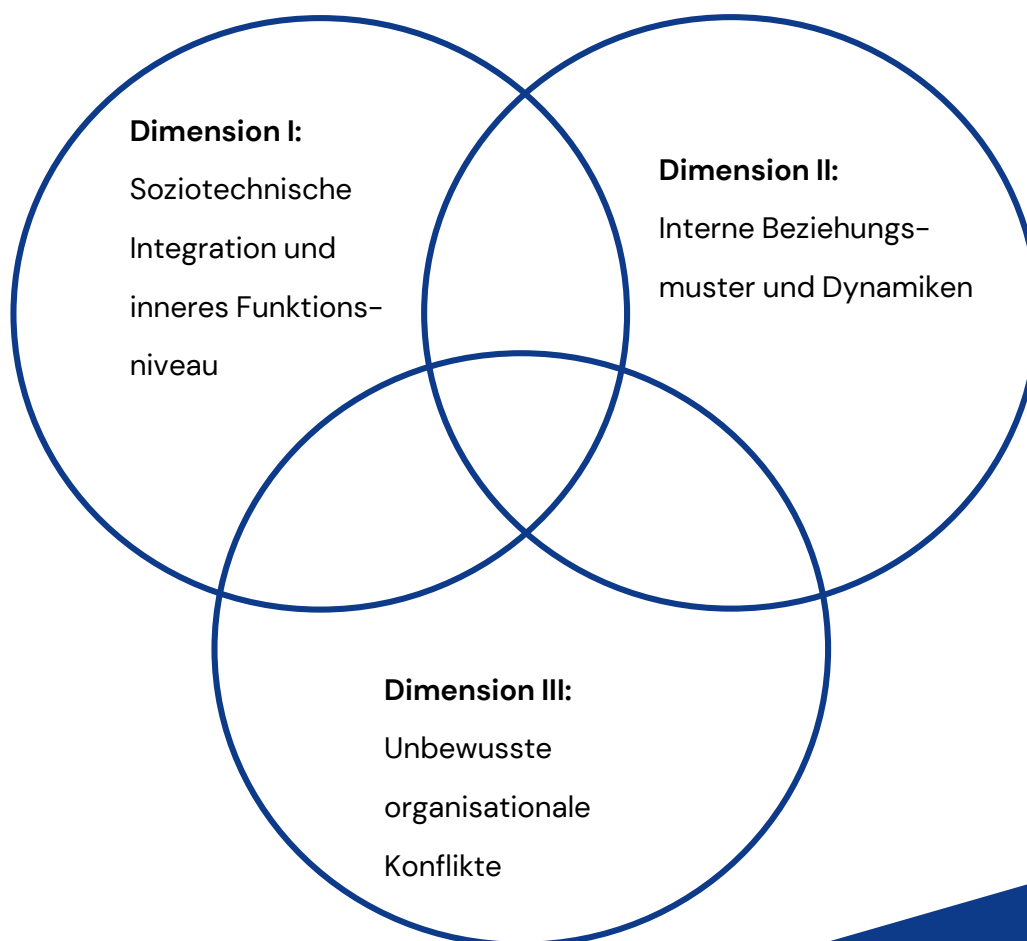 Dimension I:
Soziotechnische
Integration und
inneres Funktions-
niveau
Dimension II:
Interne Beziehungs-
muster und Dynamiken
Dimension III:
Unbewusste
organisationale
Konflikte